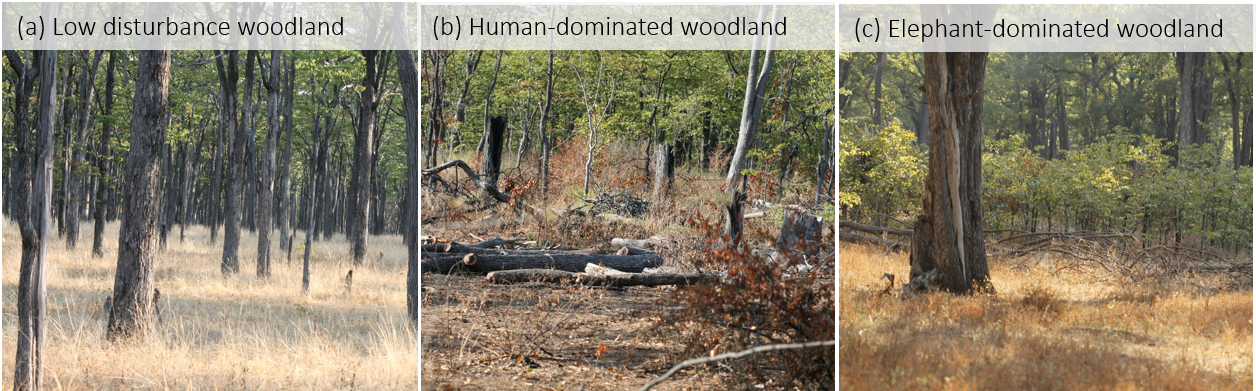 (a) Low disturbance woodland
(b) Human-dominated woodland
(c) Elephant-dominated woodland